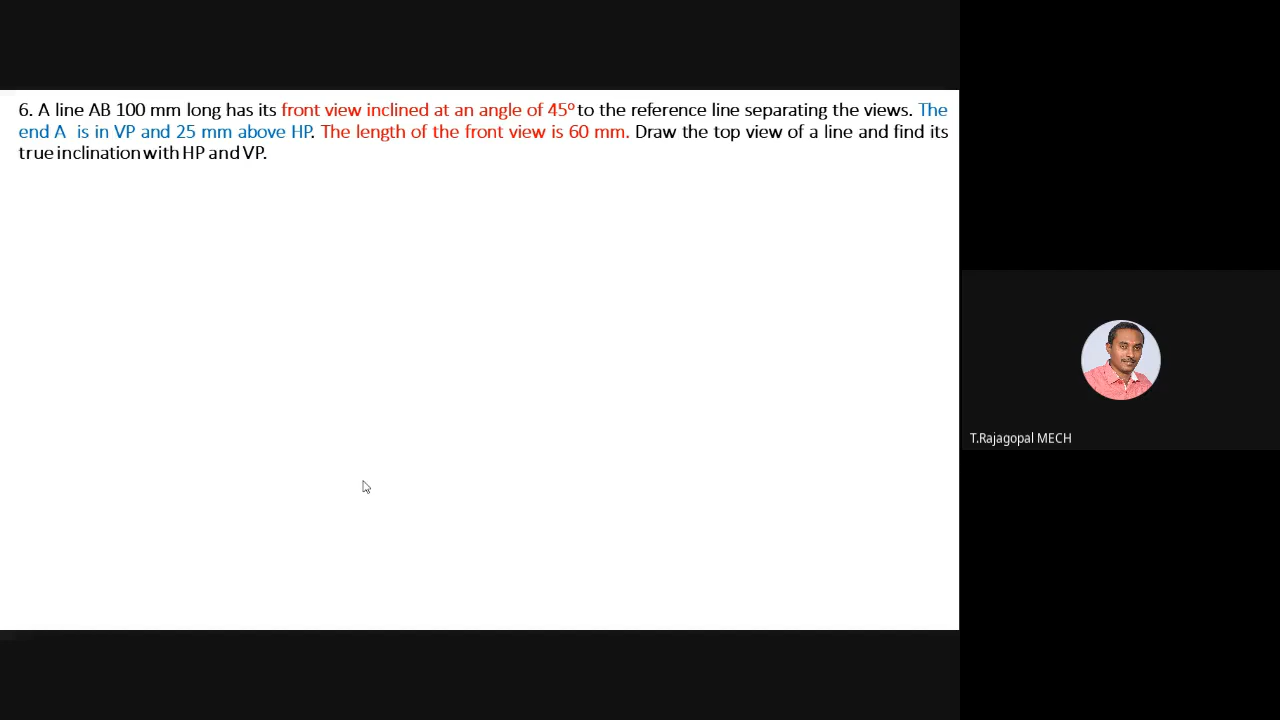 6. A line AB 100 mm long has its front view inclined at an angle of 45º to the reference line separating the views. The
end A is in VP and 25 mm above HP. The length of the front view is 60 mm. Draw the top view of a line and find its
true inclination with HP and VP.
T.Rajagopal MECH